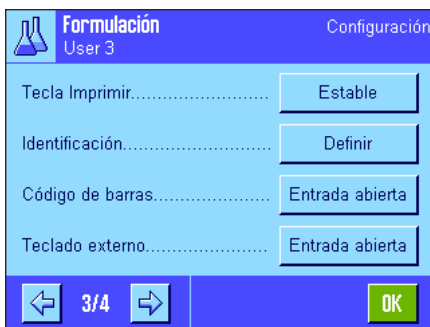 Formulación Configuración
User 3
Tecla Imprimir......................... Estable
Identificación........................... Definir
Código de barras...................... Entrada abierta
Teclado externo....................... Entrada abierta
3/4 OK